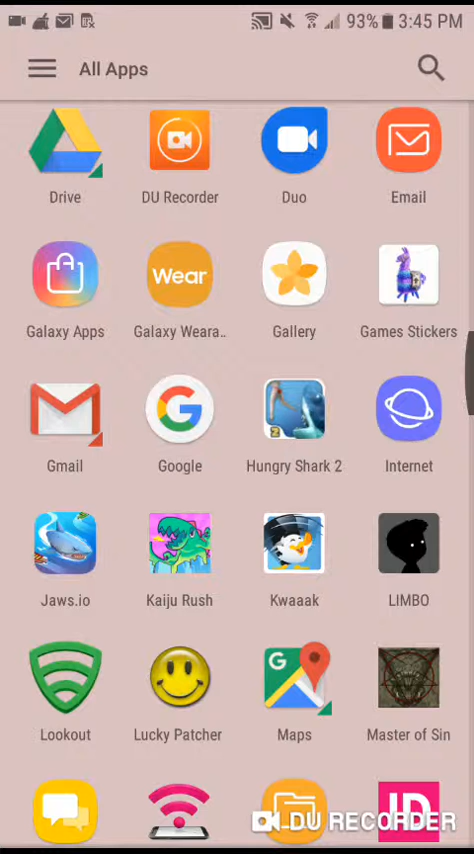 93% 3:45 PM
All Apps
Drive DU Recorder Duo Email
Wear
Galaxy Apps Galaxy Weara.. Gallery Games Stickers
G
2
Gmail Google Hungry Shark 2 Internet
Jaws.io Kaiju Rush Kwaaak LIMBO
G
Lookout Lucky Patcher Maps Master of Sin
ID
DU RECORDER